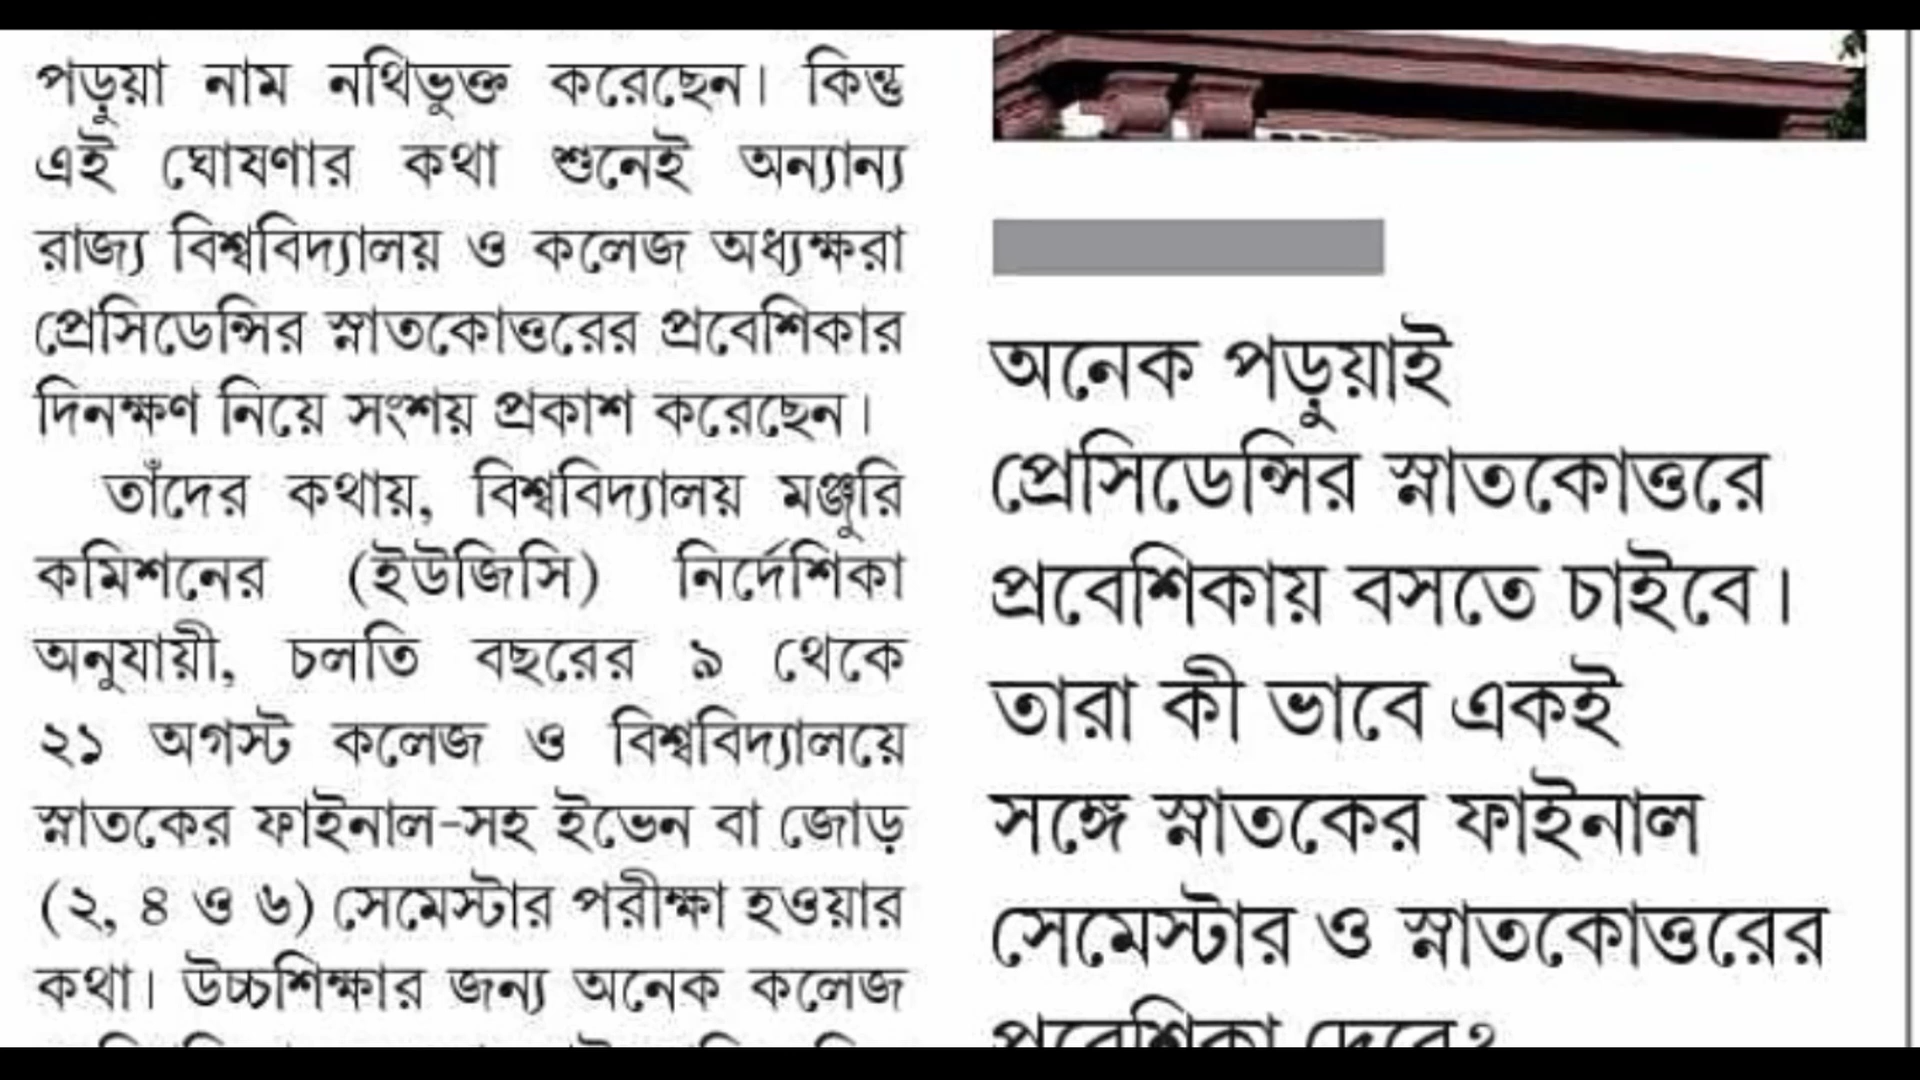 পড়ুয়া নাম নথিভুক্ত করেছেন। কিন্তু
এই ঘোষণার কথা শুনেই অন্যান্য
রাজ্য বিশ্ববিদ্যালয় ও কলেজ অধ্যক্ষরা
প্রেসিডেন্সির স্নাতকোত্তরের প্রবেশিকার
দিনক্ষণ নিয়ে সংশয় প্রকাশ করেছেন।
তাঁদের কথায়, বিশ্ববিদ্যালয় মঞ্জুরি
কমিশনের (ইউজিসি) নির্দেশিকা
অনুযায়ী, চলতি বছরের ৯ থেকে
২১ অগস্ট কলেজ ও বিশ্ববিদ্যালয়ে
স্নাতকের ফাইনাল-সহ ইভেন বা জোড়
(২, ৪ ও ৬) সেমেস্টার পরীক্ষা হওয়ার
কথা। উচ্চশিক্ষার জন্য অনেক কলেজ
অনেক পড়ুয়াই
প্রেসিডেন্সির স্নাতকোত্তরে
প্রবেশিকায় বসতে চাইবে।
তারা কী ভাবে একই
সঙ্গে স্নাতকের ফাইনাল
সেমেস্টার ও স্নাতকোত্তরের
প্রবেশিকা দেবে?